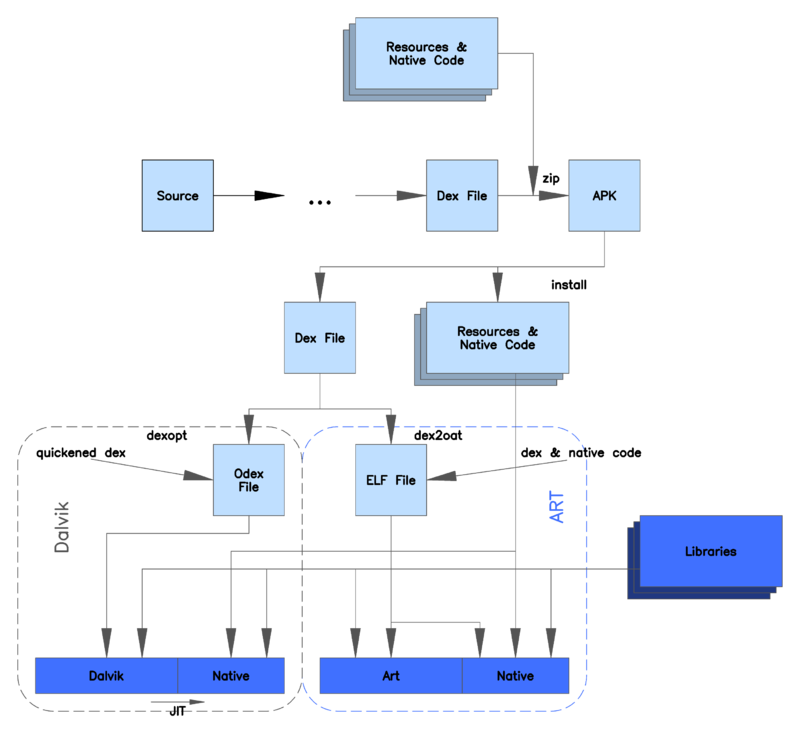 Resources &
Native Code
Source
...
Dex File
zip
APK
install
Dex File
Resources &
Native Code
dexopt
dex2oat
quickened dex
dex & native code
Odex
File
ELF File
Dalvik
ART
Libraries
Dalvik
Native
Art
Native
JIT